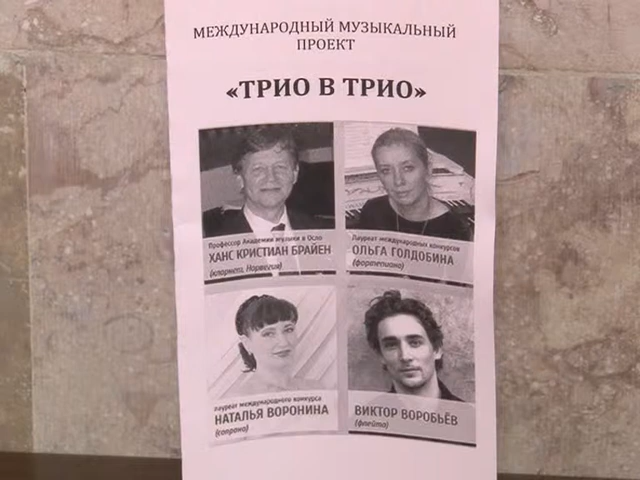 МЕЖДУНАРОДНЫЙ МУЗЫКАЛЬНЫЙ
ПРОЕКТ
«ТРИО В ТРИО»
Профессор Академии музыки в Осло
ХАНС КРИСТИАН БРАЙЕН
(кларнет, Норвегия)
Лауреат международных конкурсов
ОЛЬГА ГОЛДОБИНА
(фортепиано)
лауреат международного конкурса
НАТАЛЬЯ ВОРОНИНА
(сопрано)
ВИКТОР ВОРОБЬЁВ
(флейта)